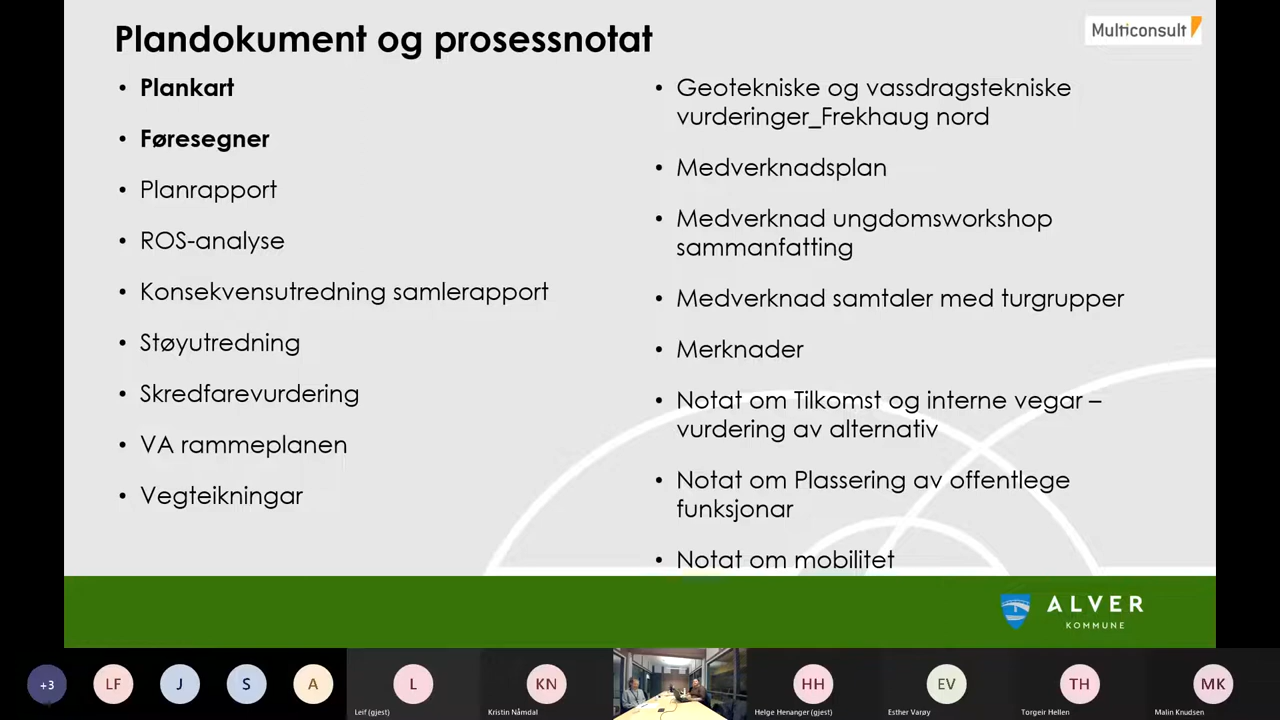 Plandokument og prosessnotat
Multiconsult
Plankart
Føresegner
Planrapport
ROS-analyse
Konsekvensutredning samlerapport
Støyutredning
Skredfarevurdering
VA rammeplanen
Vegteikningar
Geotekniske og vassdragstekniske
vurderinger_Frekhaug nord
Medverknadsplan
Medverknad ungdomsworkshop
sammanfatting
Medverknad samtaler med turgrupper
Merknader
Notat om Tilkomst og interne vegar –
vurdering av alternativ
Notat om Plassering av offentlege
funksjonar
Notat om mobilitet
ALVER
KOMMUNE
+3
LF
J
S
A
L
Leif (gjest)
KN
Kristin Nåmdal
HH
Helge Henanger (gjest)
EV
Esther Varøy
TH
Torgeir Hellen
MK
Malin Knudsen